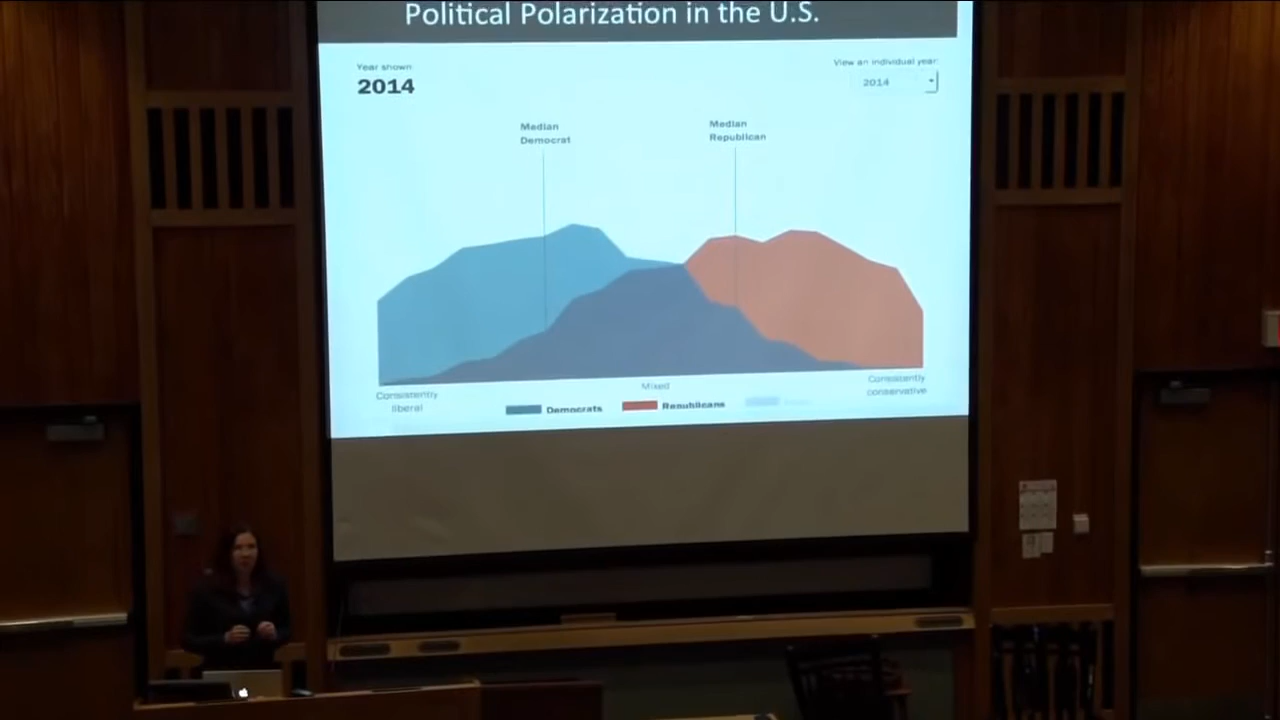 Political Polarization in the U.S.
Year shown:
2014
View an individual year:
2014
Median
Democrat
Median
Republican
Mixed
Consistently
liberal
Consistently
conservative
Democrats
Republicans